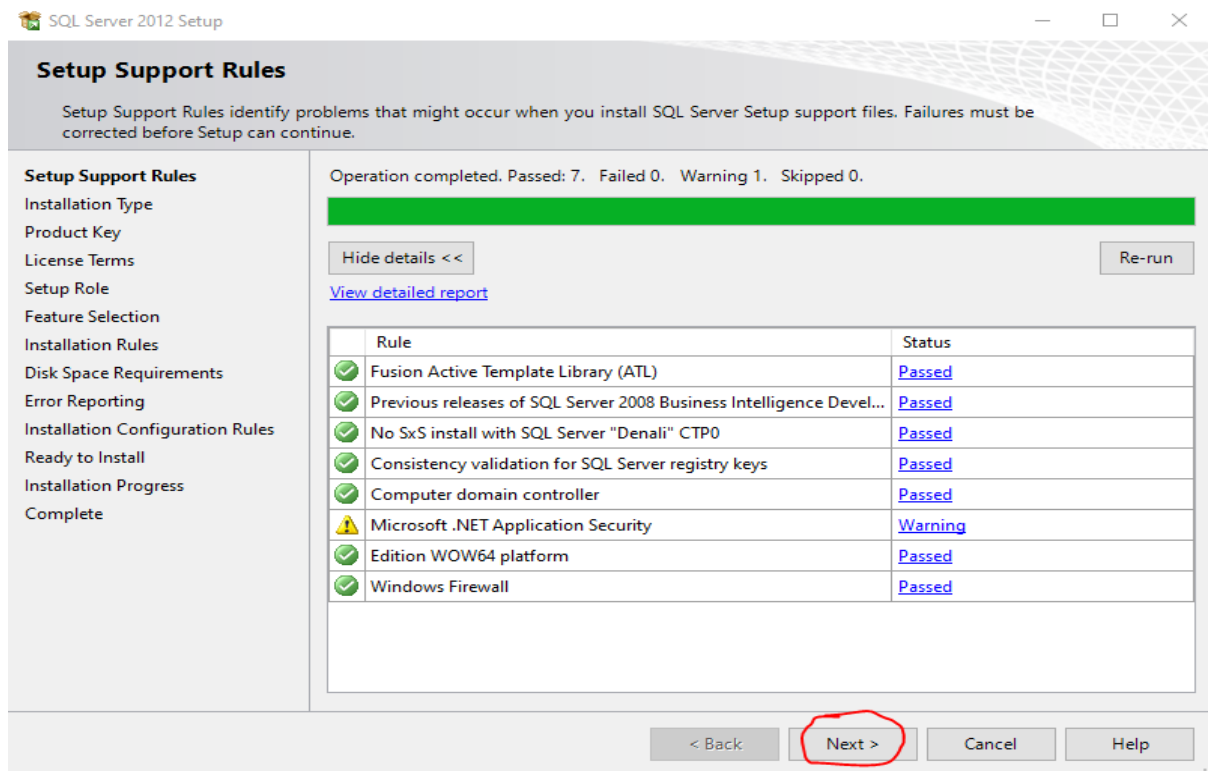 SQL Server 2012 Setup
Setup Support Rules
Setup Support Rules identify problems that might occur when you install SQL Server Setup support files. Failures must be
corrected before Setup can continue.
Setup Support Rules
Installation Type
Product Key
License Terms
Setup Role
Feature Selection
Installation Rules
Disk Space Requirements
Error Reporting
Installation Configuration Rules
Ready to Install
Installation Progress
Complete
Operation completed. Passed: 7. Failed 0. Warning 1. Skipped 0.
Hide details << Re-run
View detailed report
Rule Status
Fusion Active Template Library (ATL) Passed
Previous releases of SQL Server 2008 Business Intelligence Devel... Passed
No SxS install with SQL Server "Denali" CTP0 Passed
Consistency validation for SQL Server registry keys Passed
Computer domain controller Passed
Microsoft .NET Application Security Warning
Edition WOW64 platform Passed
Windows Firewall Passed
< Back Next > Cancel Help